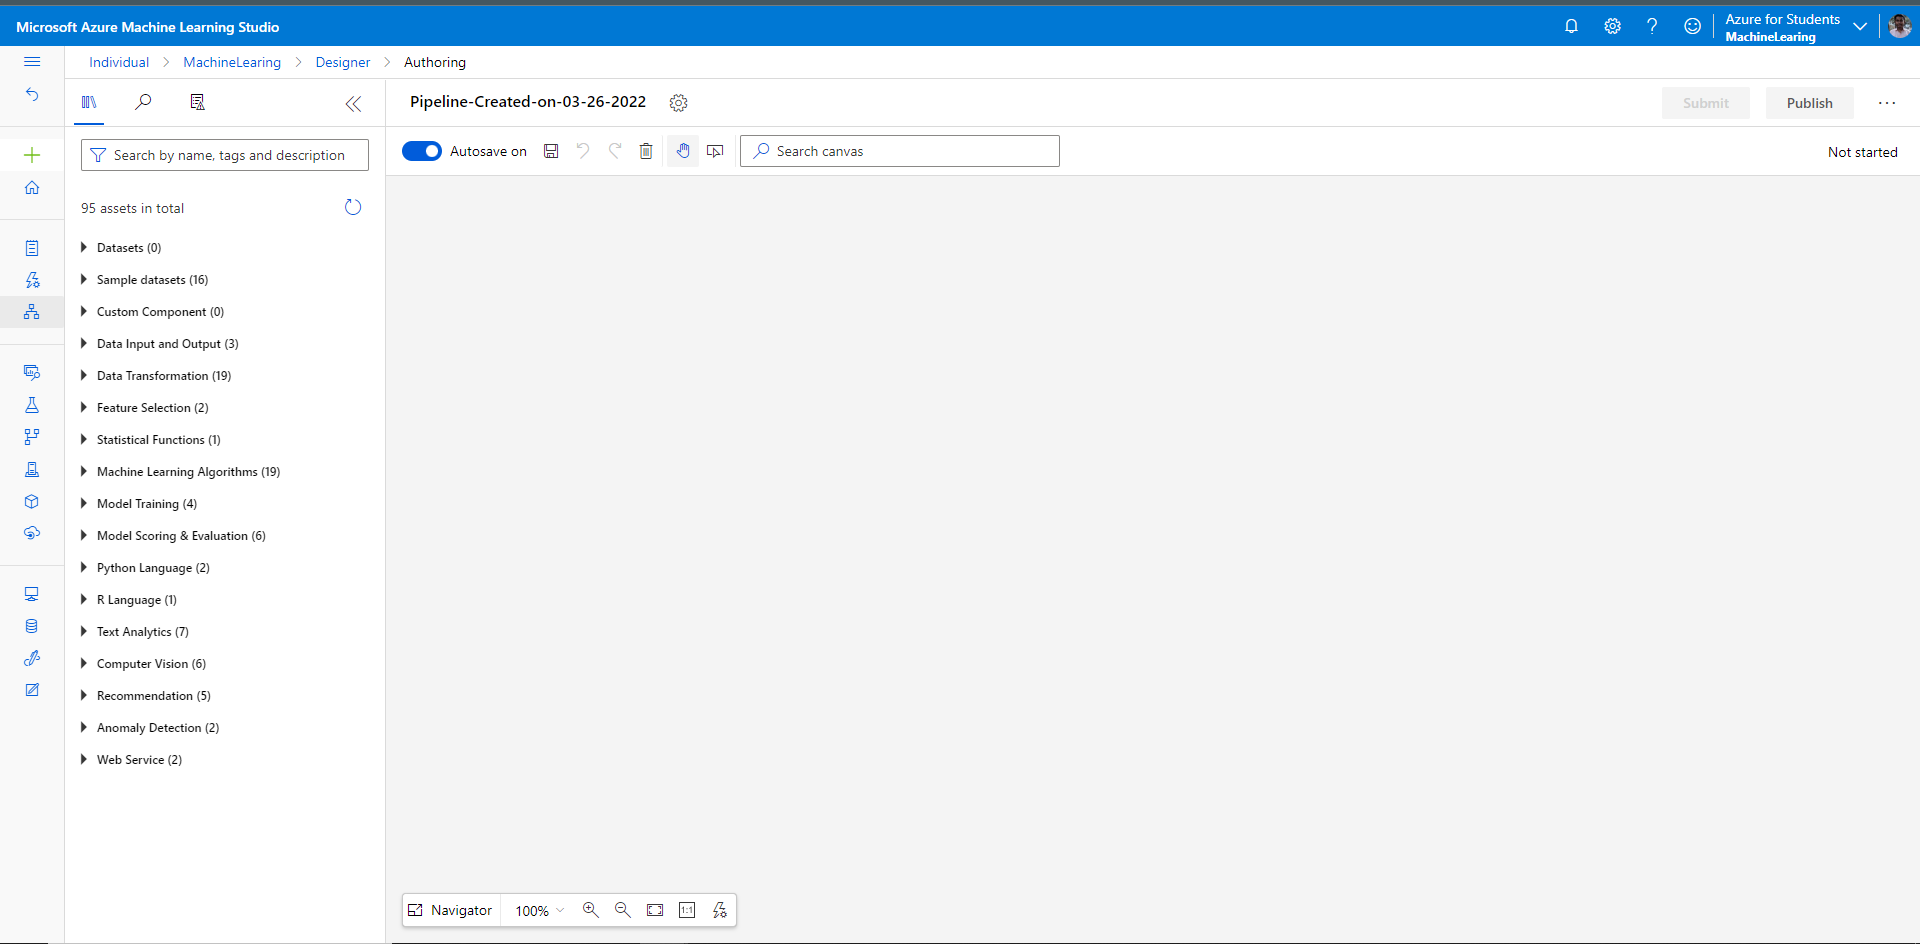 Microsoft Azure Machine Learning Studio
Azure for Students
MachineLearing
Individual > MachineLearing > Designer > Authoring
Pipeline-Created-on-03-26-2022
Submit
Publish
Search by name, tags and description
Autosave on
Search canvas
Not started
95 assets in total
Datasets (0)
Sample datasets (16)
Custom Component (0)
Data Input and Output (3)
Data Transformation (19)
Feature Selection (2)
Statistical Functions (1)
Machine Learning Algorithms (19)
Model Training (4)
Model Scoring & Evaluation (6)
Python Language (2)
R Language (1)
Text Analytics (7)
Computer Vision (6)
Recommendation (5)
Anomaly Detection (2)
Web Service (2)
Navigator 100% 1:1